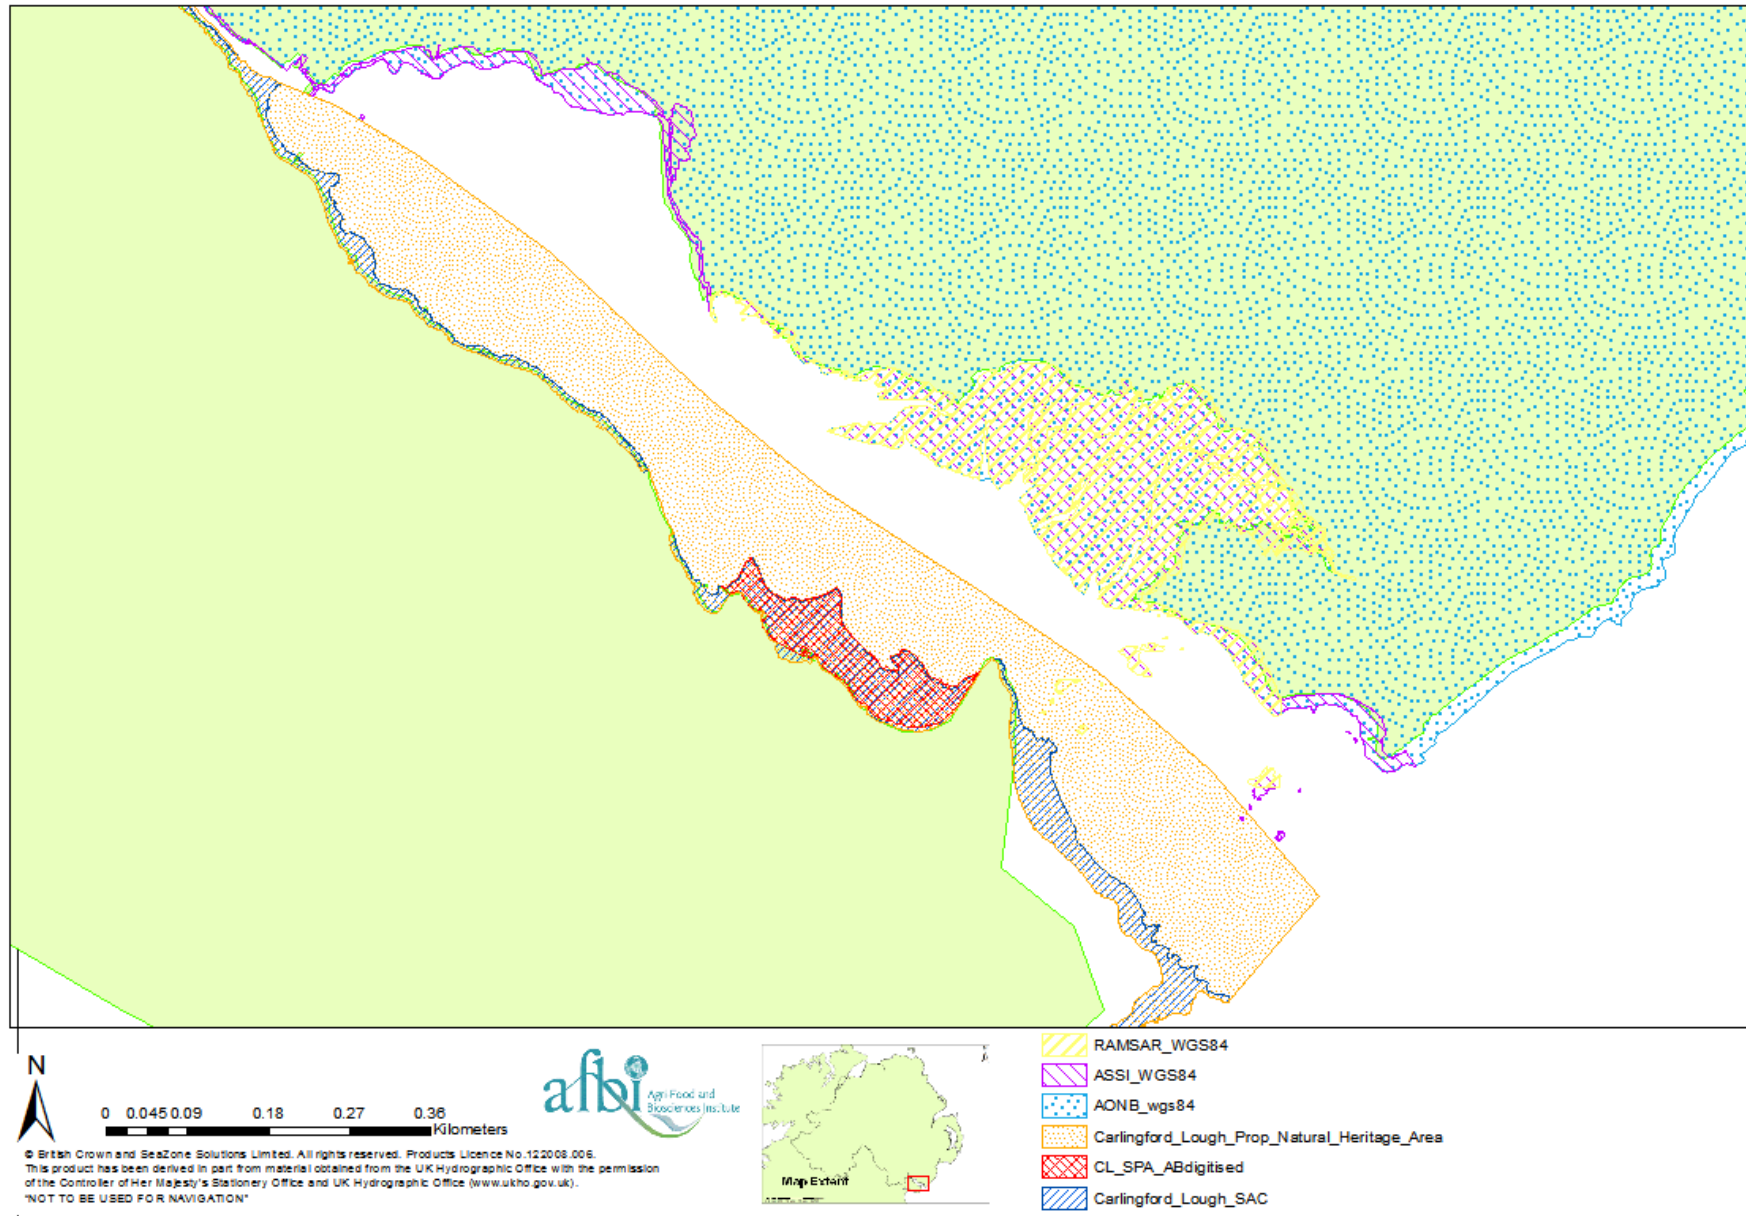 RAMSAR_WGS84
ASSI_WGS84
AONB_wgs84
Carlingford_Lough_Prop_Natural_Heritage_Area
CL_SPA_ABdigitised
Carlingford_Lough_SAC
N
0 0.045 0.09 0.18 0.27 0.36
Kilometers
afbi
Agri-Food and
Biosciences Institute
Map Extent
© British Crown and SeaZone Solutions Limited. All rights reserved. Products Licence No.122008.006.
This product has been derived in part from material obtained from the UK Hydrographic Office with the permission
of the Controller of Her Majesty's Stationery Office and UK Hydrographic Office (www.ukho.gov.uk).
"NOT TO BE USED FOR NAVIGATION"